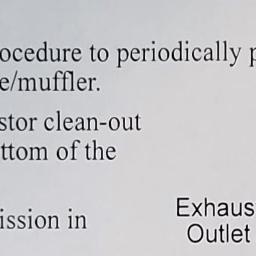 ocedure to periodically p
e/muffler.
stor clean-out
ttom of the
ission in
Exhaus
Outlet